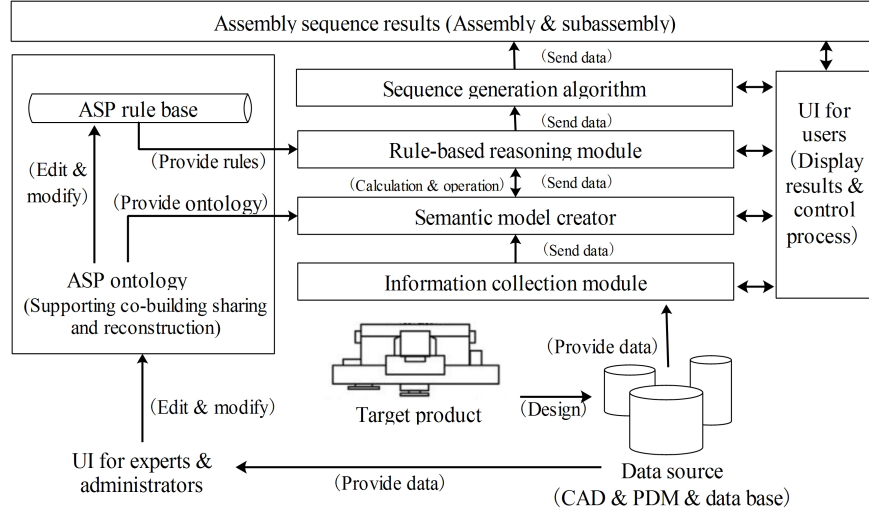 Assembly sequence results (Assembly & subassembly)
(Send data)
Sequence generation algorithm
ASP rule base
(Send data)
(Provide rules)
Rule-based reasoning module
(Edit &
modify)
(Calculation & operation)
(Send data)
(Provide ontology)
Semantic model creator
(Send data)
ASP ontology
(Supporting co-building sharing
and reconstruction)
Information collection module
UI for
users
(Display
results &
control
process)
(Provide data)
Target product
(Design)
(Edit & modify)
UI for experts &
administrators
(Provide data)
Data source
(CAD & PDM & data base)